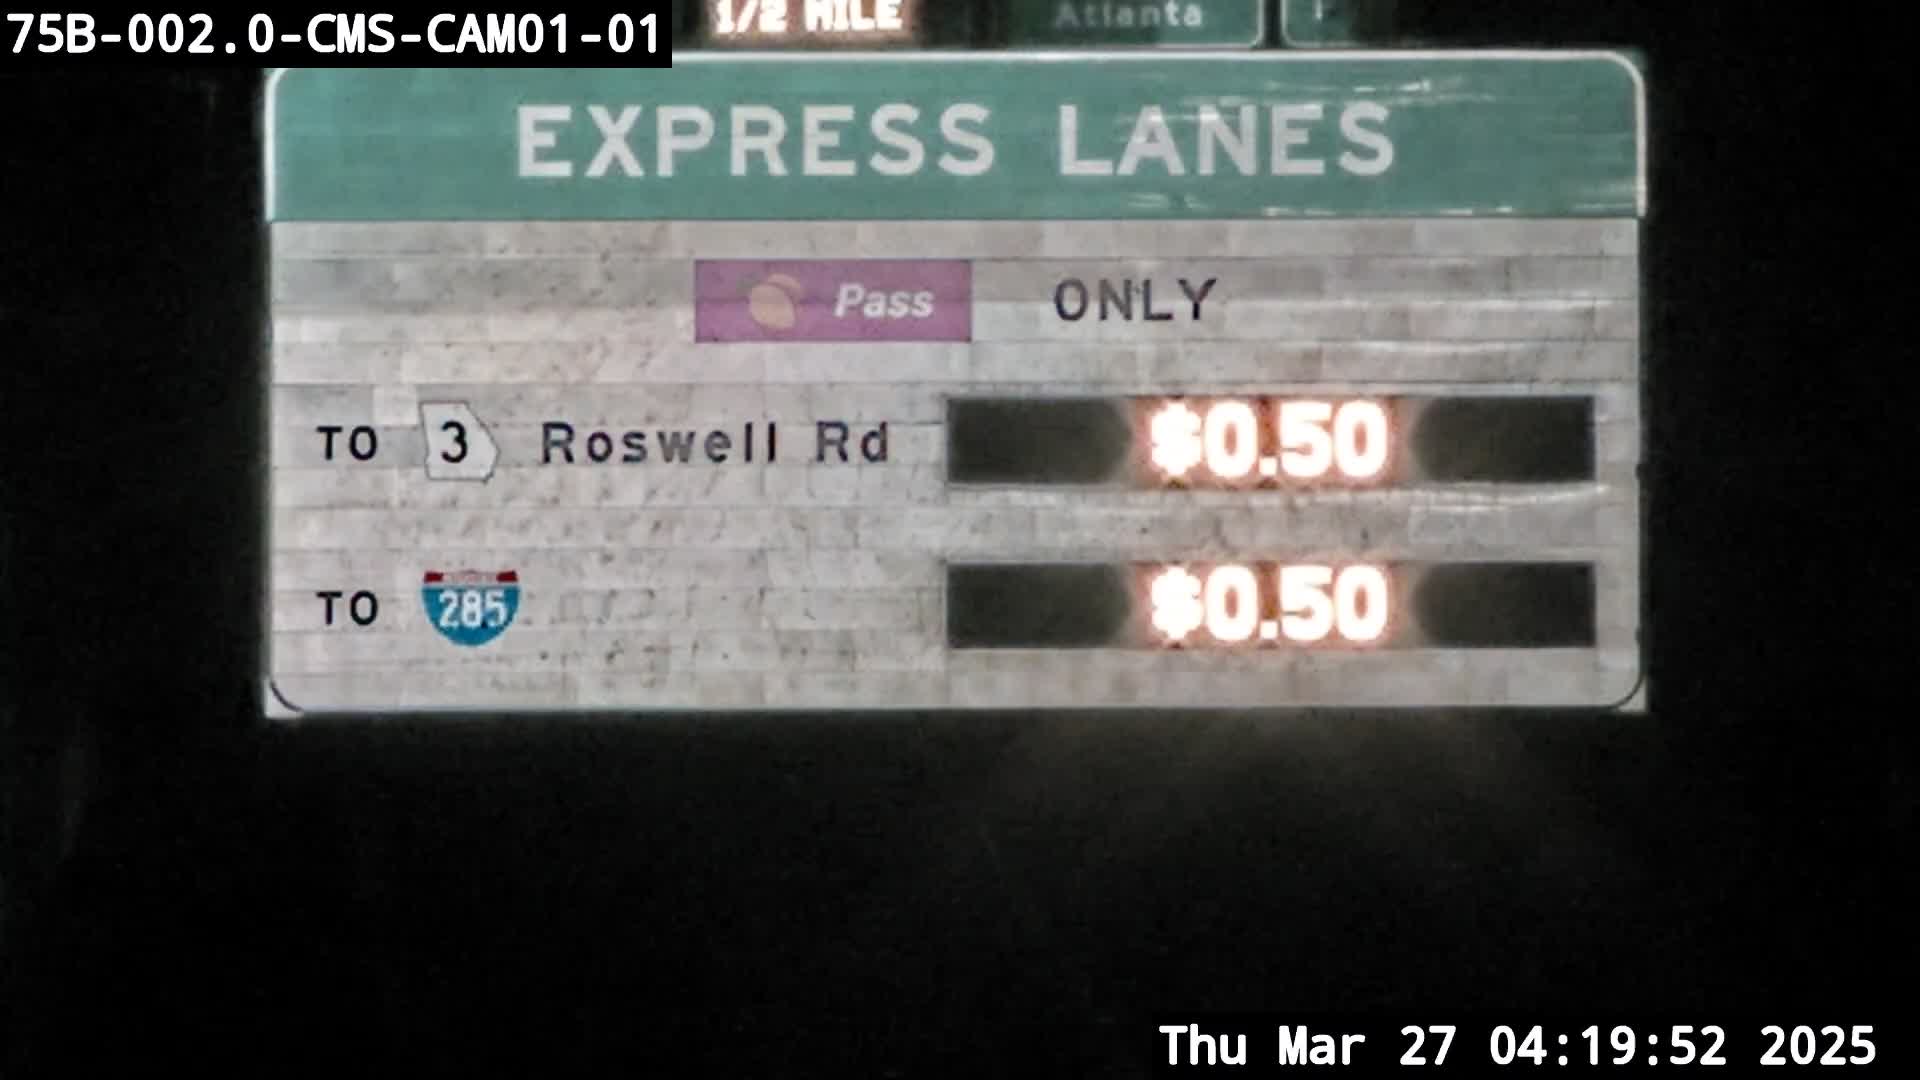 75B-002.0-CMS-CAM01-01
1/2 MILE
Atlanta
EXPRESS LANES
Pass ONLY
TO 3 Roswell Rd $0.50
TO 285 $0.50
Thu Mar 27 04:19:52 2025